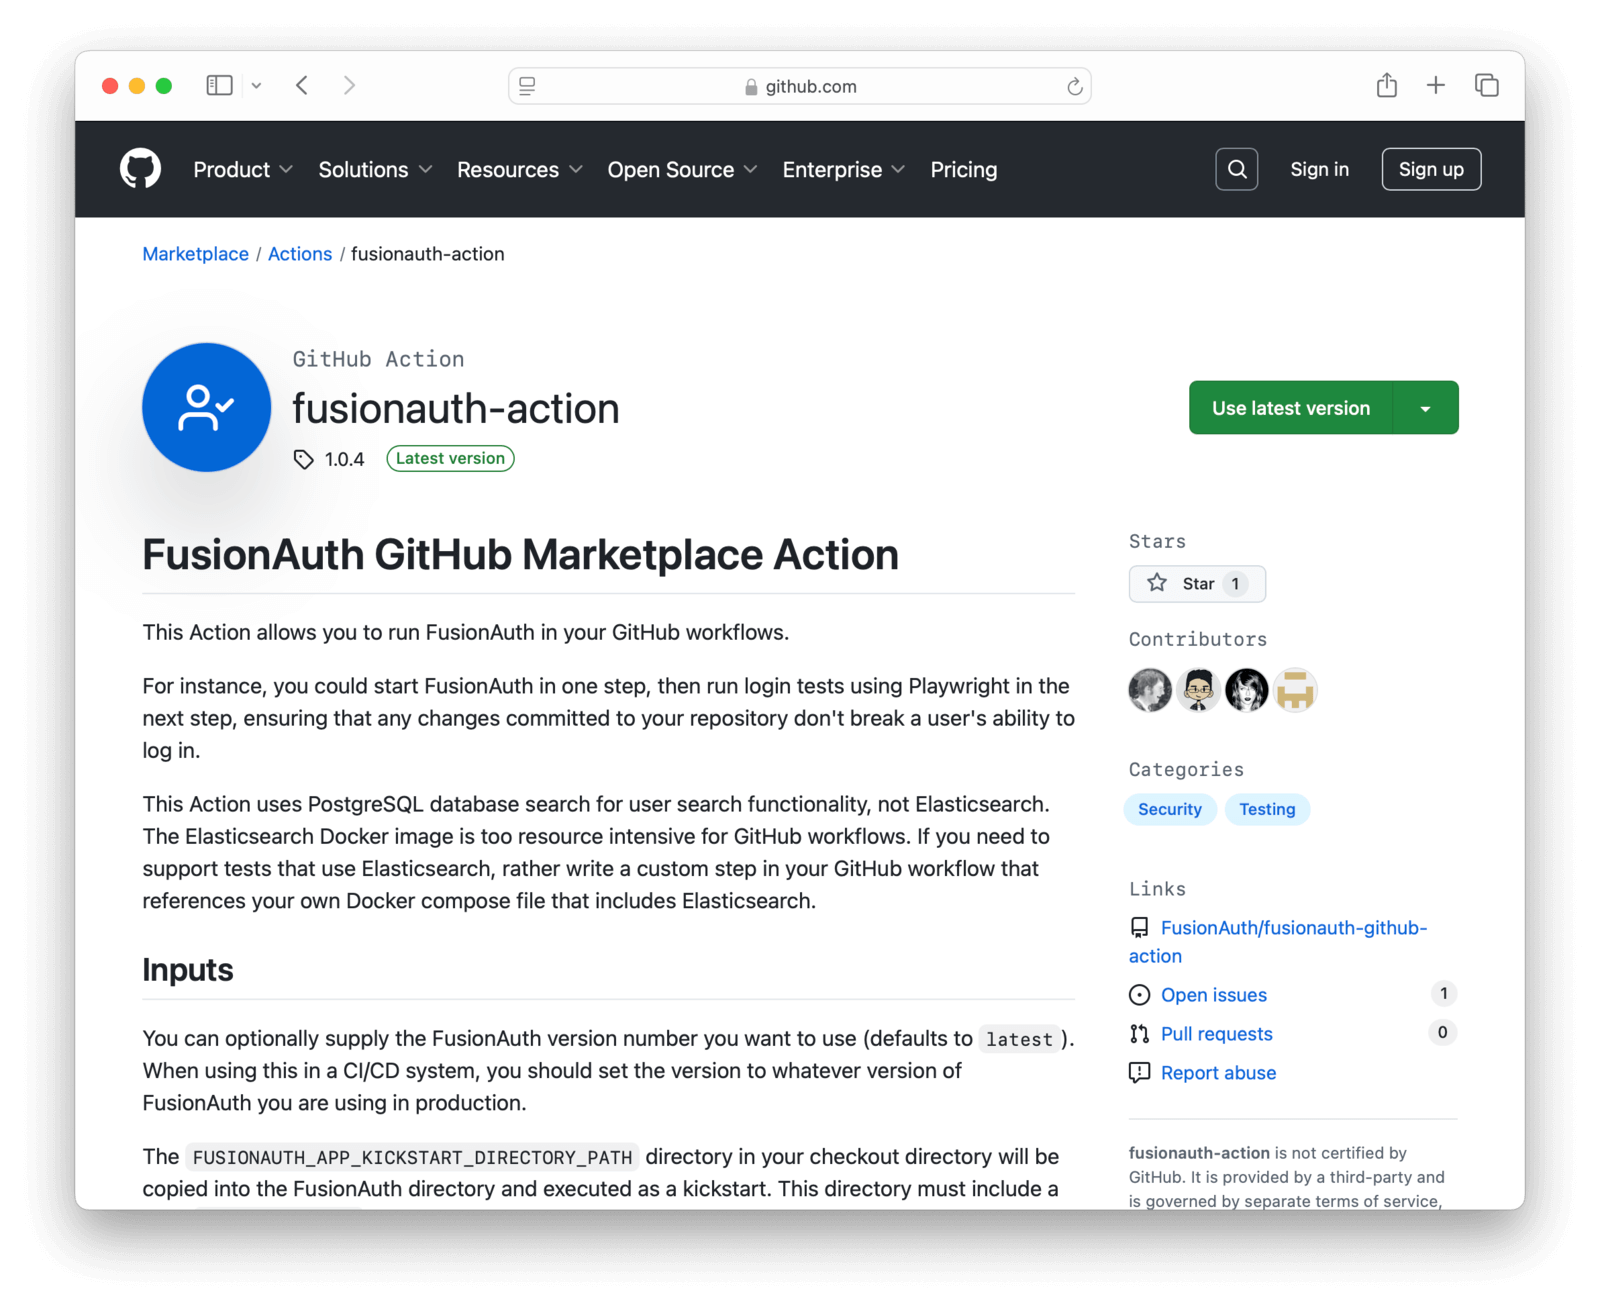 github.com
Product Solutions Resources Open Source Enterprise Pricing Sign in Sign up
Marketplace / Actions / fusionauth-action
GitHub Action
fusionauth-action
1.0.4 Latest version
Use latest version
FusionAuth GitHub Marketplace Action
This Action allows you to run FusionAuth in your GitHub workflows.
For instance, you could start FusionAuth in one step, then run login tests using Playwright in the
next step, ensuring that any changes committed to your repository don't break a user's ability to
log in.
This Action uses PostgreSQL database search for user search functionality, not Elasticsearch.
The Elasticsearch Docker image is too resource intensive for GitHub workflows. If you need to
support tests that use Elasticsearch, rather write a custom step in your GitHub workflow that
references your own Docker compose file that includes Elasticsearch.
Inputs
You can optionally supply the FusionAuth version number you want to use (defaults to latest ).
When using this in a CI/CD system, you should set the version to whatever version of
FusionAuth you are using in production.
The FUSIONAUTH_APP_KICKSTART_DIRECTORY_PATH directory in your checkout directory will be
copied into the FusionAuth directory and executed as a kickstart. This directory must include a
Stars
Star 1
Contributors
Categories
Security Testing
Links
FusionAuth/fusionauth-github-
action
Open issues 1
Pull requests 0
Report abuse
fusionauth-action is not certified by
GitHub. It is provided by a third-party and
is governed by separate terms of service,